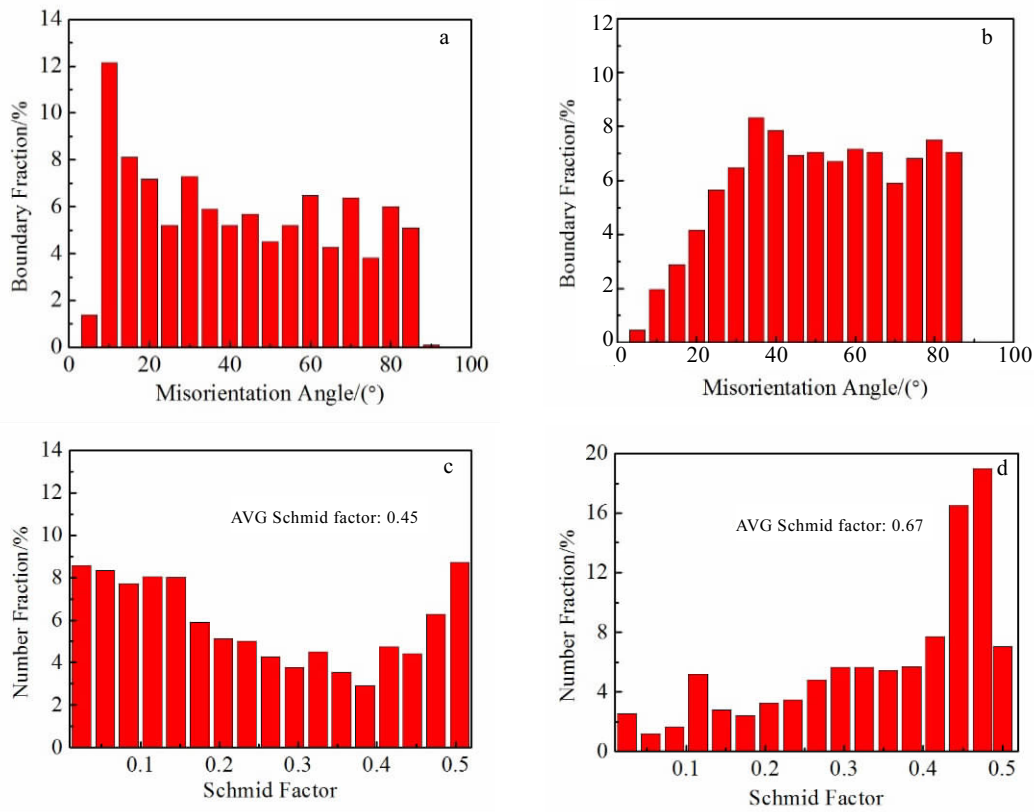 a
14
12
10
8
6
4
2
0
0 20 40 60 80 100
Boundary Fraction/%
Misorientation Angle/(°)
b
12
10
8
6
4
2
0
0 20 40 60 80 100
Boundary Fraction/%
Misorientation Angle/(°)
c
14
12
10
8
6
4
2
0
AVG Schmid factor: 0.45
0.1 0.2 0.3 0.4 0.5
Number Fraction/%
Schmid Factor
d
20
16
12
8
4
0
AVG Schmid factor: 0.67
0.1 0.2 0.3 0.4 0.5
Number Fraction/%
Schmid Factor